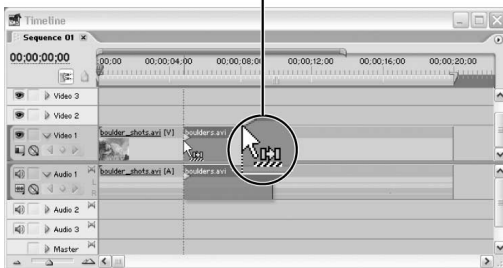 Timeline
Sequence 01
00;00;00;00
00;00 00;00;04;00 00;00;08;00 00;00;12;00 00;00;16;00 00;00;20;00
Video 3
Video 2
Video 1 boulder_shots.avi [V] boulders.avi
Audio 1 boulder_shots.avi [A] boulders.avi
L
R
Audio 2
Audio 3
Master